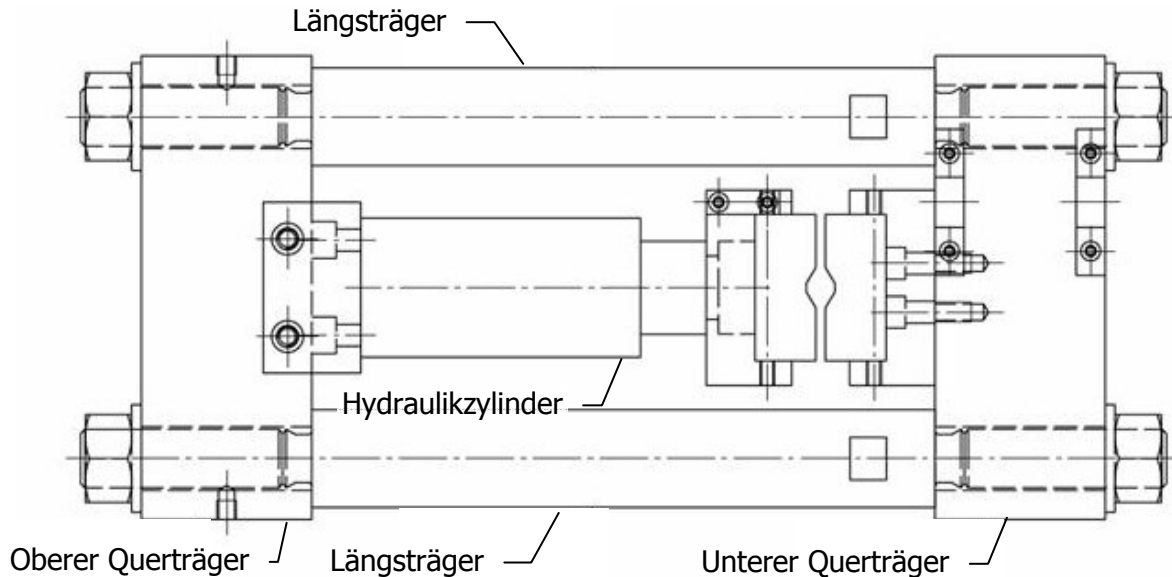 Längsträger
Hydraulikzylinder
Oberer Querträger
Längsträger
Unterer Querträger